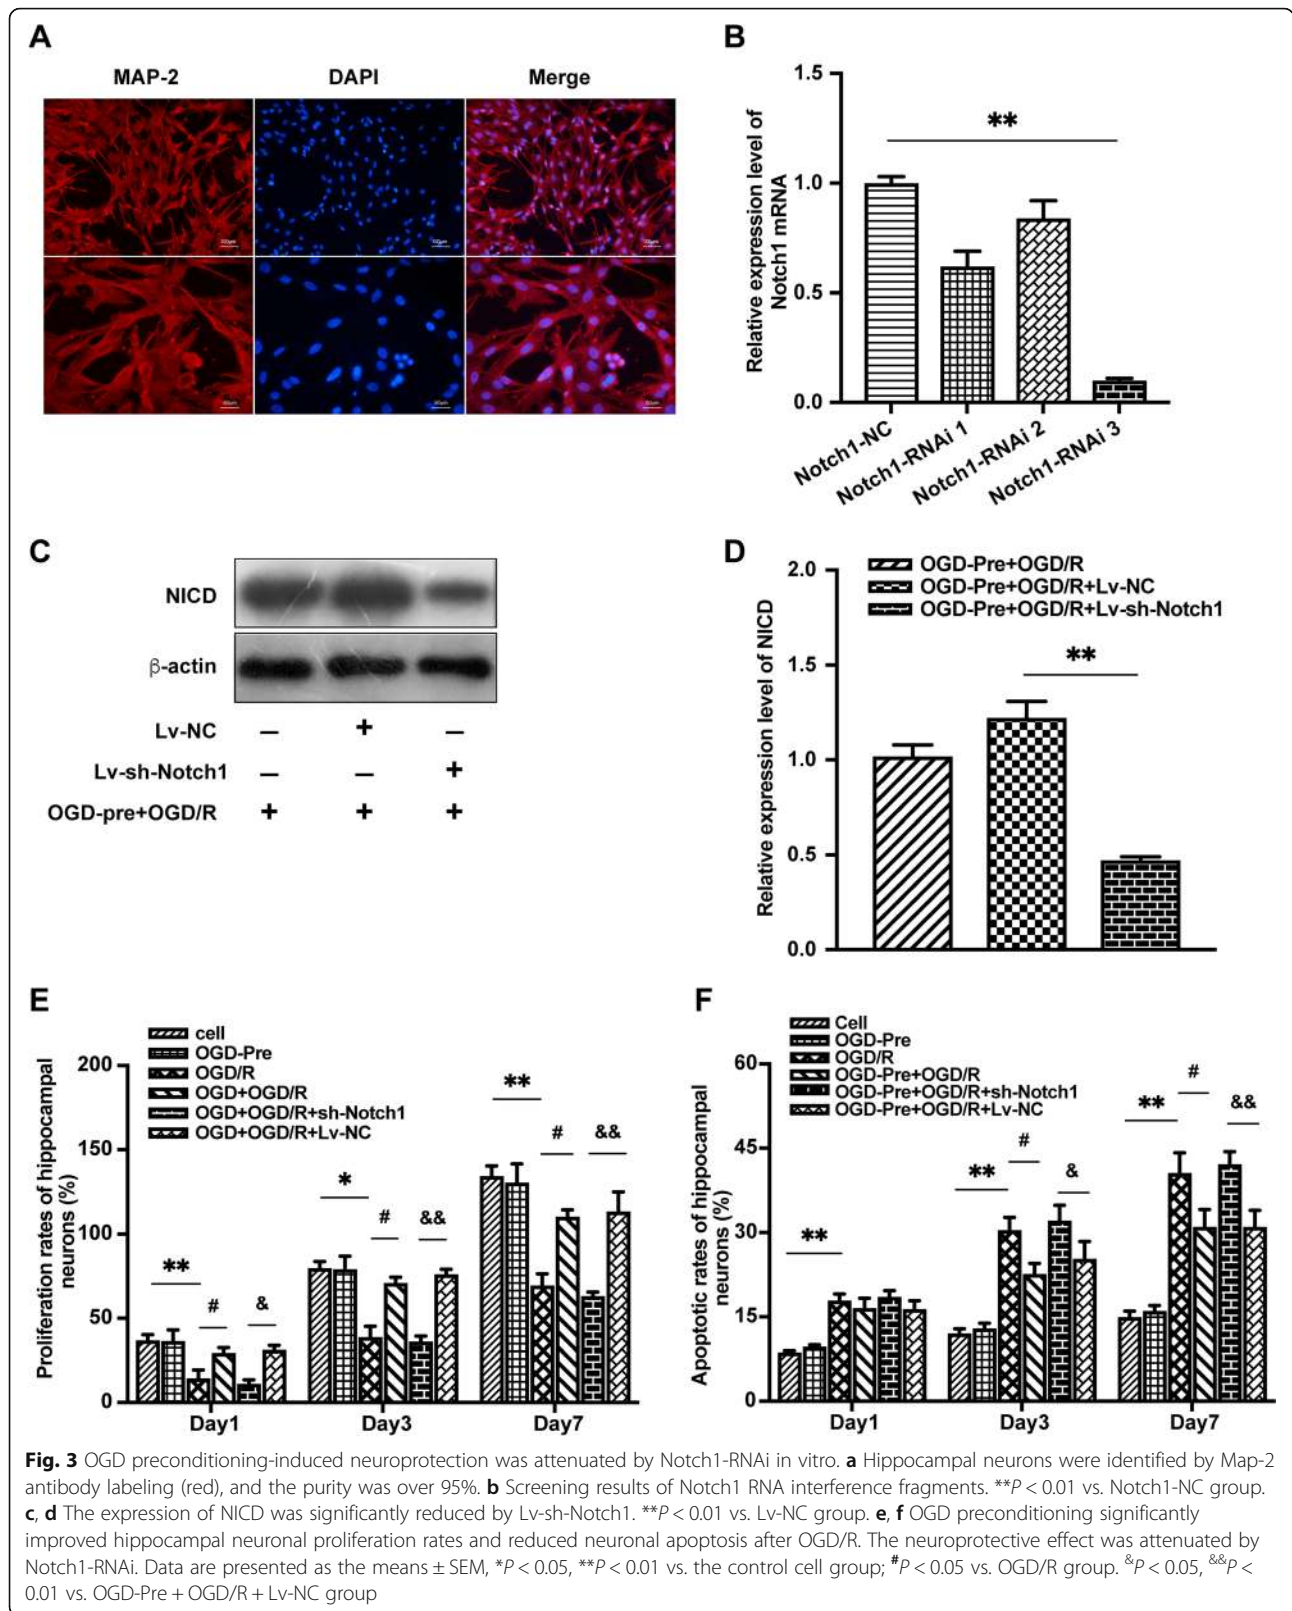 A
MAP-2 DAPI Merge
100μm 100μm 100μm
B
Relative expression level of
Notch1 mRNA
1.5
1.0
0.5
0.0
**
Notch1-NC
Notch1-RNAi 1
Notch1-RNAi 2
Notch1-RNAi 3
C
NICD
β-actin
Lv-NC − + −
Lv-sh-Notch1 − − +
OGD-pre+OGD/R + + +
D
OGD-Pre+OGD/R
OGD-Pre+OGD/R+Lv-NC
OGD-Pre+OGD/R+Lv-sh-Notch1
Relative expression level of NICD
2.0
1.5
1.0
0.5
0.0
**
E
cell
OGD-Pre
OGD/R
OGD+OGD/R
OGD+OGD/R+sh-Notch1
OGD+OGD/R+Lv-NC
Proliferation rates of hippocampal
neurons (%)
200
150
100
50
0
** # &
* # &&
** # &&
Day1 Day3 Day7
F
Cell
OGD-Pre
OGD/R
OGD-Pre+OGD/R
OGD-Pre+OGD/R+sh-Notch1
OGD-Pre+OGD/R+Lv-NC
Apoptotic rates of hippocampal
neurons (%)
60
45
30
15
0
**
** # &
** # &&
Day1 Day3 Day7
Fig. 3 OGD preconditioning-induced neuroprotection was attenuated by Notch1-RNAi in vitro. a Hippocampal neurons were identified by Map-2
antibody labeling (red), and the purity was over 95%. b Screening results of Notch1 RNA interference fragments. **P < 0.01 vs. Notch1-NC group.
c, d The expression of NICD was significantly reduced by Lv-sh-Notch1. **P < 0.01 vs. Lv-NC group. e, f OGD preconditioning significantly
improved hippocampal neuronal proliferation rates and reduced neuronal apoptosis after OGD/R. The neuroprotective effect was attenuated by
Notch1-RNAi. Data are presented as the means ± SEM, *P < 0.05, **P < 0.01 vs. the control cell group; #P < 0.05 vs. OGD/R group. &P < 0.05, &&P <
0.01 vs. OGD-Pre + OGD/R + Lv-NC group